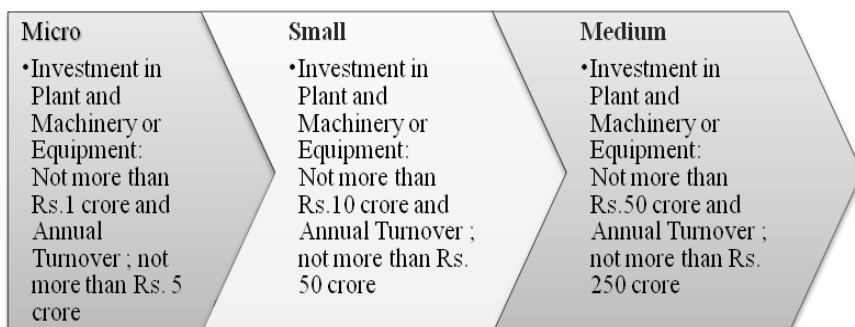 Micro
•Investment in
Plant and
Machinery or
Equipment:
Not more than
Rs.1 crore and
Annual
Turnover ; not
more than Rs. 5
crore
Small
•Investment in
Plant and
Machinery or
Equipment:
Not more than
Rs.10 crore and
Annual Turnover ;
not more than Rs.
50 crore
Medium
•Investment in
Plant and
Machinery or
Equipment:
Not more than
Rs.50 crore and
Annual Turnover ;
not more than Rs.
250 crore